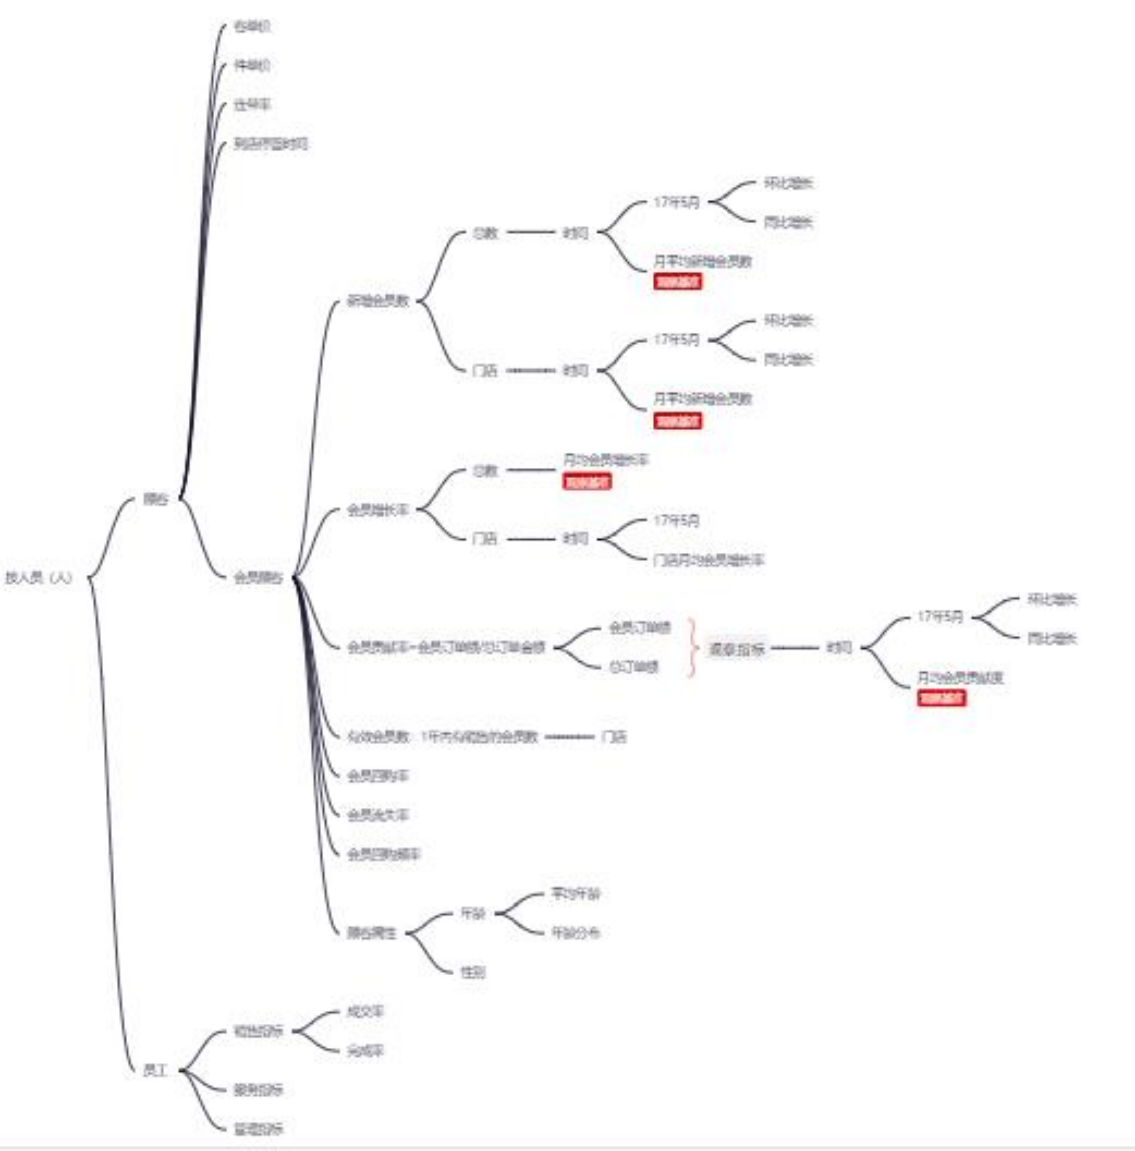 客单价
件单价
连带率
到店停留时间
环比增长
17年5月
同比增长
总数
时间
月平均新增会员数
新增会员数
环比增长
17年5月
同比增长
门店
时间
月平均新增会员数
月均会员增长率
总数
顾客
会员增长率
17年5月
门店
时间
门店月均会员增长率
按人员（人）
会员顾客
环比增长
17年5月
会员订单额
同比增长
会员贡献率=会员订单额/总订单金额
观察指标
时间
总订单额
月均会员贡献度
有效会员数：1年内有销售的会员数
门店
会员回购率
会员流失率
会员回购频率
平均年龄
年龄
顾客属性
年龄分布
性别
成交率
销售指标
完成率
员工
服务指标
管理指标